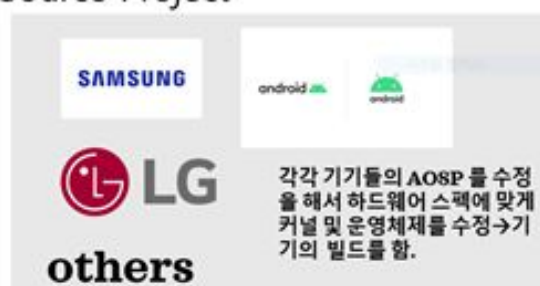 Source Project
SAMSUNG
android
android
LG
각각 기기들의 AOSP 를 수정
을 해서 하드웨어 스펙에 맞게
커널 및 운영체제를 수정→기
기의 빌드를 함.
others